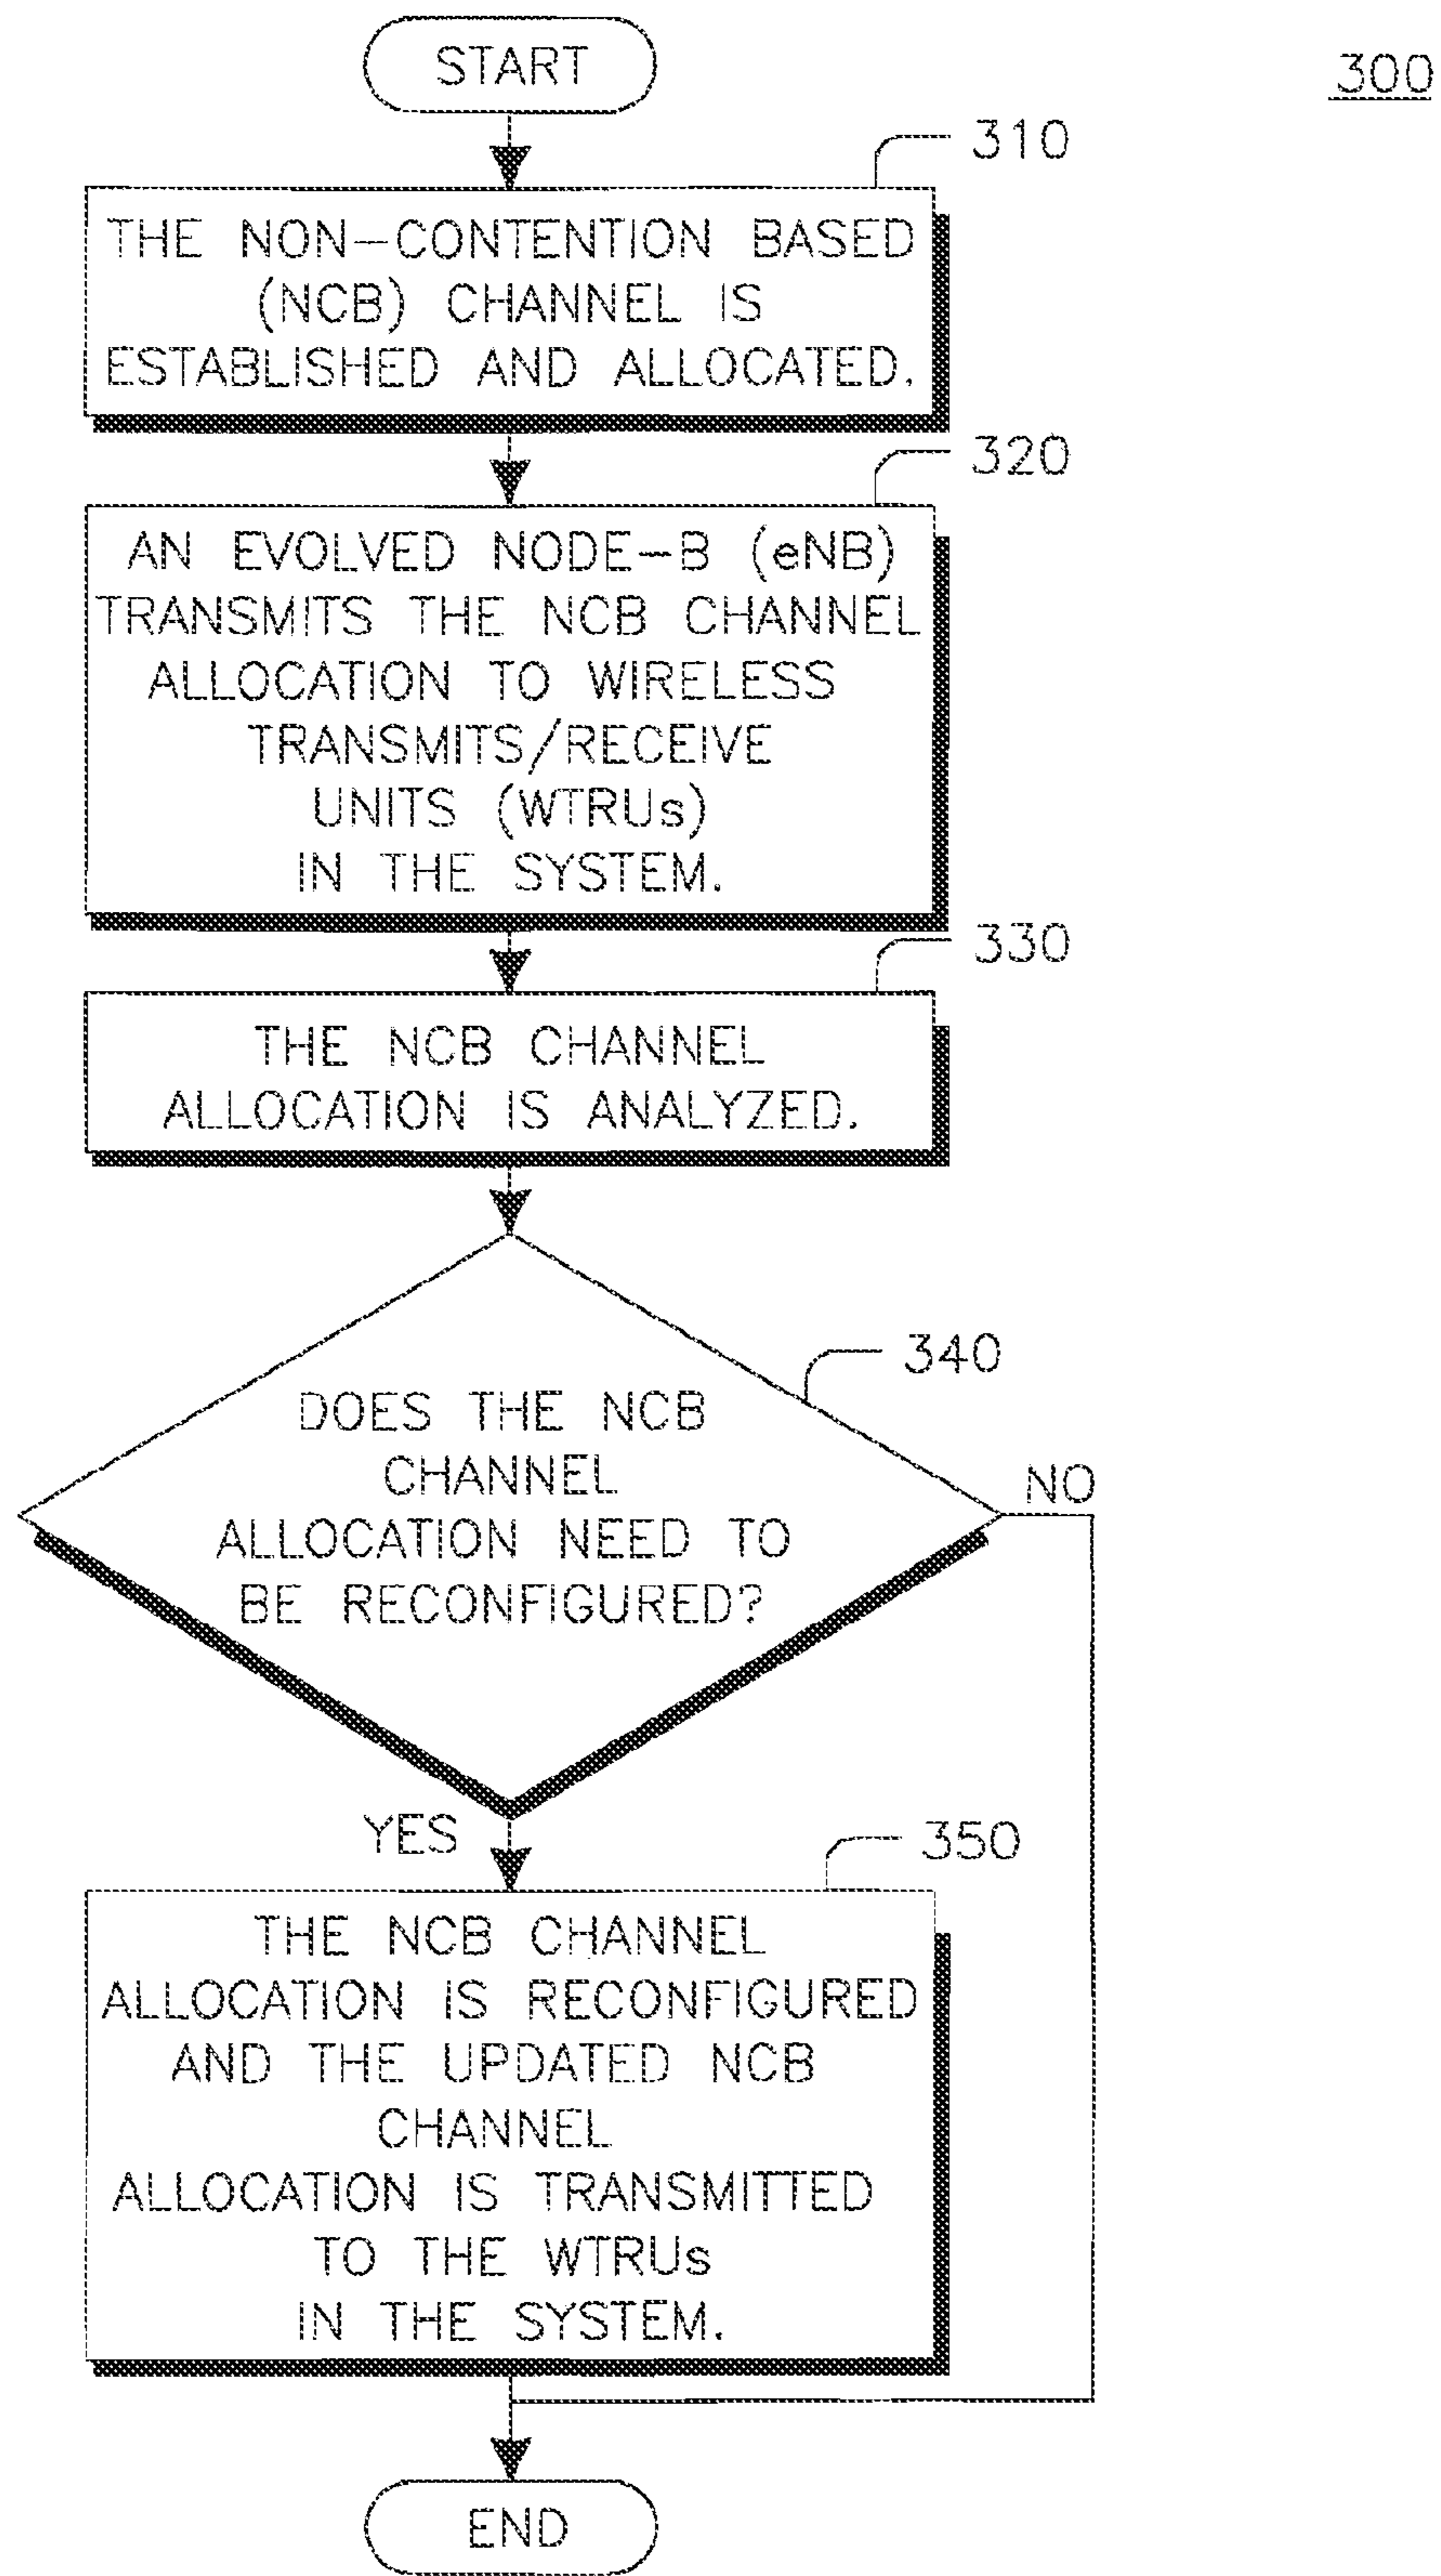 START
300
310
THE NON-CONTENTION BASED
(NCB) CHANNEL IS
ESTABLISHED AND ALLOCATED.
320
AN EVOLVED NODE-B (eNB)
TRANSMITS THE NCB CHANNEL
ALLOCATION TO WIRELESS
TRANSMITS/RECEIVE
UNITS (WTRUs)
IN THE SYSTEM.
330
THE NCB CHANNEL
ALLOCATION IS ANALYZED.
340
DOES THE NCB
CHANNEL
ALLOCATION NEED TO
BE RECONFIGURED?
NO
YES
350
THE NCB CHANNEL
ALLOCATION IS RECONFIGURED
AND THE UPDATED NCB
CHANNEL
ALLOCATION IS TRANSMITTED
TO THE WTRUs
IN THE SYSTEM.
END